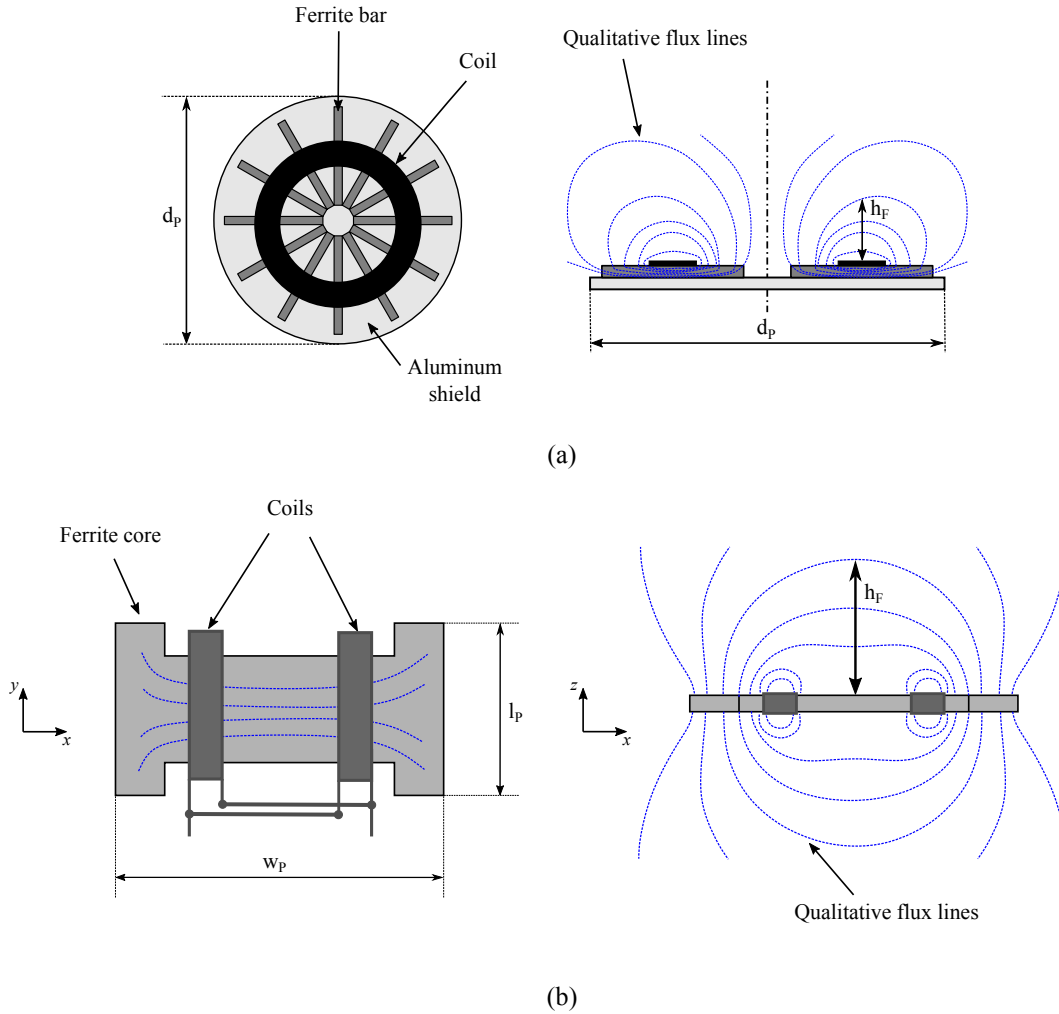 Ferrite bar
Coil
Qualitative flux lines
d_P
h_F
d_P
Aluminum
shield
(a)
Coils
Ferrite core
h_F
y
x
l_P
z
x
w_P
Qualitative flux lines
(b)